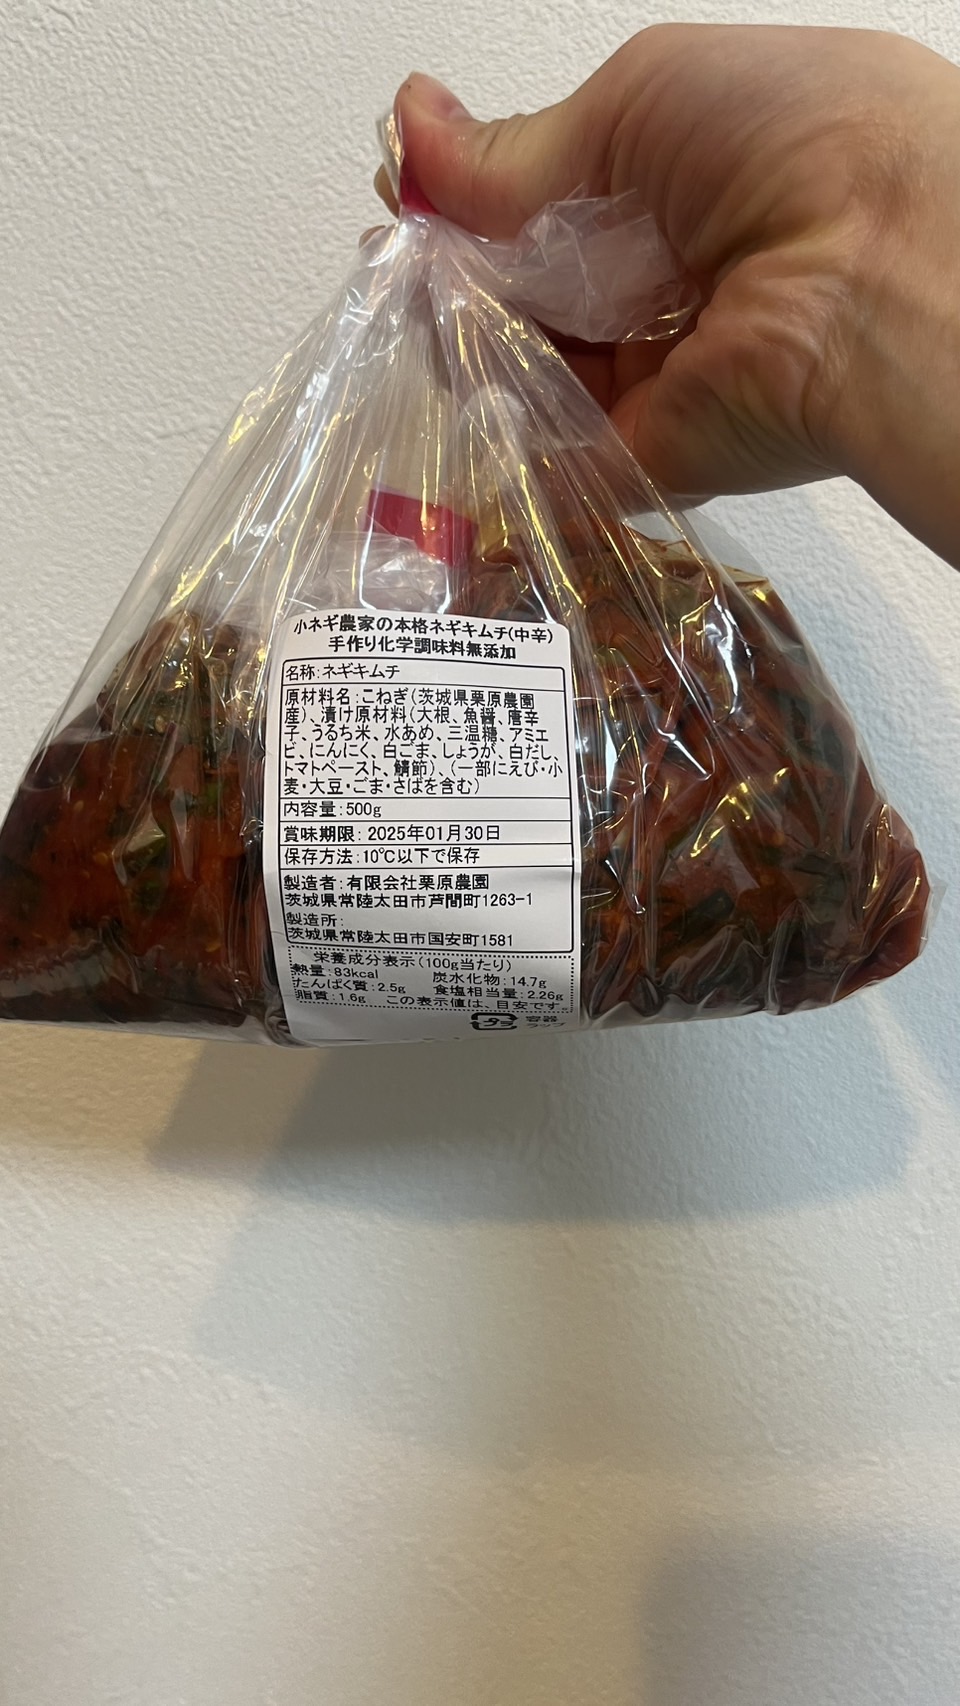 小ネギ農家の本格ネギキムチ(中辛)
手作り化学調味料無添加
名称:ネギキムチ
原材料名:こねぎ(茨城県栗原農園
産)、漬け原材料(大根、魚醤、唐辛
子、うるち米、水あめ、三温糖、アミエ
ビ、にんにく、白ごま、しょうが、白だし、
トマトペースト、鯖節)、(一部にえび・小
麦・大豆・ごま・さばを含む)
内容量:500g
賞味期限:2025年01月30日
保存方法:10℃以下で保存
製造者:有限会社栗原農園
茨城県常陸太田市芦間町1263-1
製造所:
茨城県常陸太田市国安町1581
栄養成分表示(100g当たり)
熱量:83kcal 炭水化物:14.7g
たんぱく質:2.5g 食塩相当量:2.26g
脂質:1.6g この表示値は、目安です。
プラ 容器
ラップ